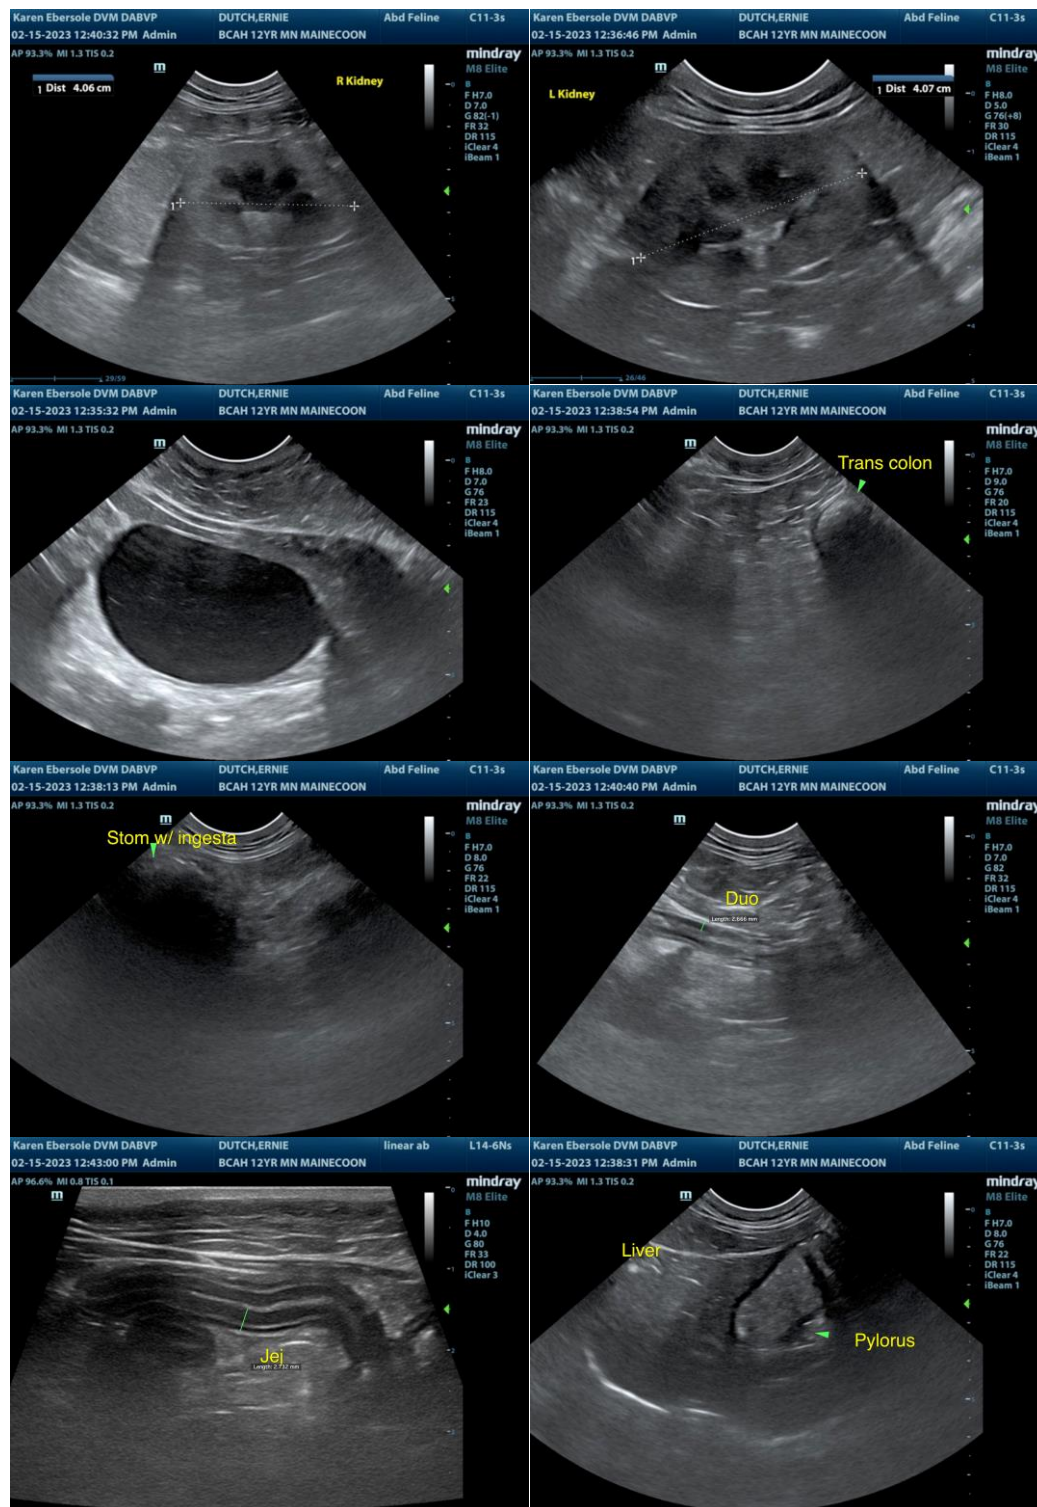 Karen Ebersole DVM DABVP DUTCH,ERNIE Abd Feline C11-3s
02-15-2023 12:40:32 PM Admin BCAH 12YR MN MAINECOON
AP 93.3% MI 1.3 TIS 0.2 mindray
M8 Elite
1 Dist 4.06 cm
R Kidney
B
F H7.0
D 7.0
G 82(-1)
FR 32
DR 115
iClear 4
iBeam 1
29/59
Karen Ebersole DVM DABVP DUTCH,ERNIE Abd Feline C11-3s
02-15-2023 12:36:46 PM Admin BCAH 12YR MN MAINECOON
AP 93.3% MI 1.3 TIS 0.2 mindray
M8 Elite
L Kidney
1 Dist 4.07 cm
B
F H8.0
D 5.0
G 76(+8)
FR 30
DR 115
iClear 4
iBeam 1
26/46
Karen Ebersole DVM DABVP DUTCH,ERNIE Abd Feline C11-3s
02-15-2023 12:35:32 PM Admin BCAH 12YR MN MAINECOON
AP 93.3% MI 1.3 TIS 0.2 mindray
M8 Elite
B
F H8.0
D 7.0
G 76
FR 23
DR 115
iClear 4
iBeam 1
Karen Ebersole DVM DABVP DUTCH,ERNIE Abd Feline C11-3s
02-15-2023 12:38:54 PM Admin BCAH 12YR MN MAINECOON
AP 93.3% MI 1.3 TIS 0.2 mindray
M8 Elite
Trans colon
B
F H7.0
D 9.0
G 76
FR 20
DR 115
iClear 4
iBeam 1
Karen Ebersole DVM DABVP DUTCH,ERNIE Abd Feline C11-3s
02-15-2023 12:38:13 PM Admin BCAH 12YR MN MAINECOON
AP 93.3% MI 1.3 TIS 0.2 mindray
M8 Elite
Stom w/ ingesta
B
F H7.0
D 8.0
G 76
FR 22
DR 115
iClear 4
iBeam 1
Karen Ebersole DVM DABVP DUTCH,ERNIE Abd Feline C11-3s
02-15-2023 12:40:40 PM Admin BCAH 12YR MN MAINECOON
AP 93.3% MI 1.3 TIS 0.2 mindray
M8 Elite
B
F H7.0
D 7.0
G 82
FR 32
DR 115
iClear 4
iBeam 1
Duo
Length: 2.666 mm
Karen Ebersole DVM DABVP DUTCH,ERNIE linear ab L14-6Ns
02-15-2023 12:43:00 PM Admin BCAH 12YR MN MAINECOON
AP 96.6% MI 0.8 TIS 0.1 mindray
M8 Elite
B
F H10
D 4.0
G 80
FR 33
DR 100
iClear 3
Jej
Karen Ebersole DVM DABVP DUTCH,ERNIE Abd Feline C11-3s
02-15-2023 12:38:31 PM Admin BCAH 12YR MN MAINECOON
AP 93.3% MI 1.3 TIS 0.2 mindray
M8 Elite
B
F H7.0
D 8.0
G 76
FR 22
DR 115
iClear 4
iBeam 1
Liver
Pylorus